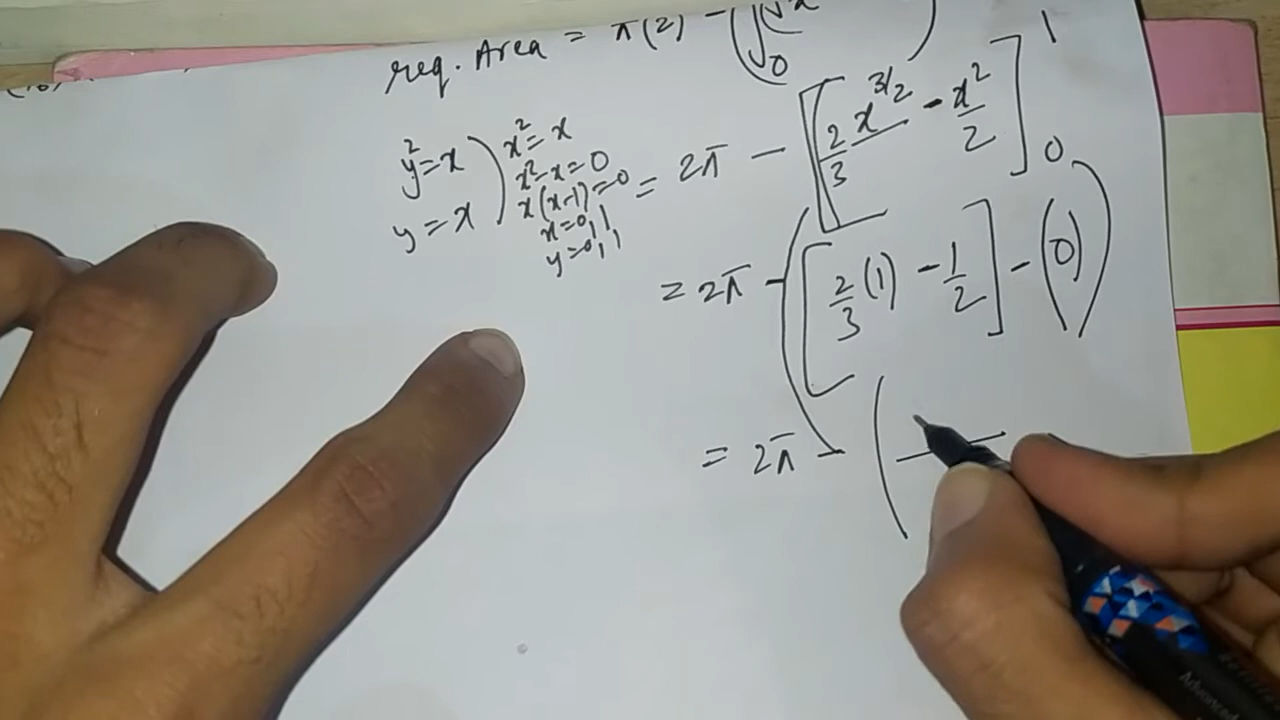 req. Area = π(2) - (∫₀ √x
y² = x
y = x
x² = x
x² - x = 0
x(x-1) = 0
x = 0, 1
y = 0, 1
= 2π - [2/3 x^{3/2} - x²/2]₀¹
= 2π - ([2/3 (1) - 1/2] - (0))
= 2π - (